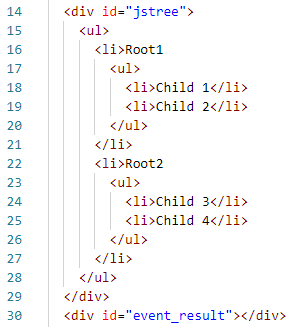 14 <div id="jstree">
15   <ul>
16     <li>Root1
17       <ul>
18         <li>Child 1</li>
19         <li>Child 2</li>
20       </ul>
21     </li>
22     <li>Root2
23       <ul>
24         <li>Child 3</li>
25         <li>Child 4</li>
26       </ul>
27     </li>
28   </ul>
29 </div>
30 <div id="event_result"></div>